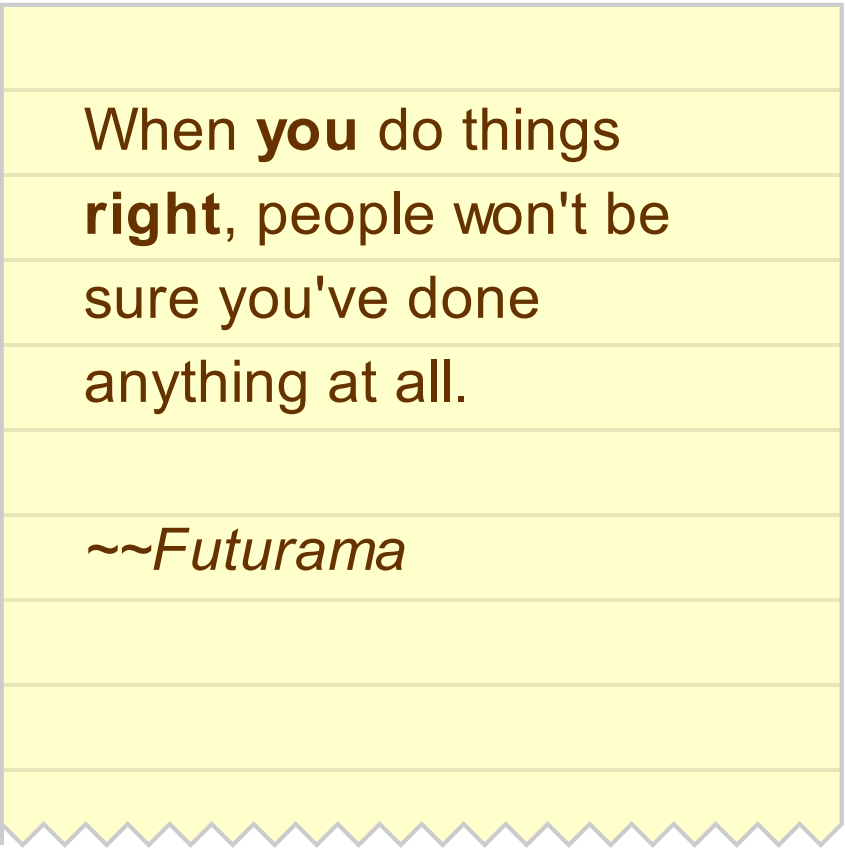 When you do things
right, people won't be
sure you've done
anything at all.
~~Futurama